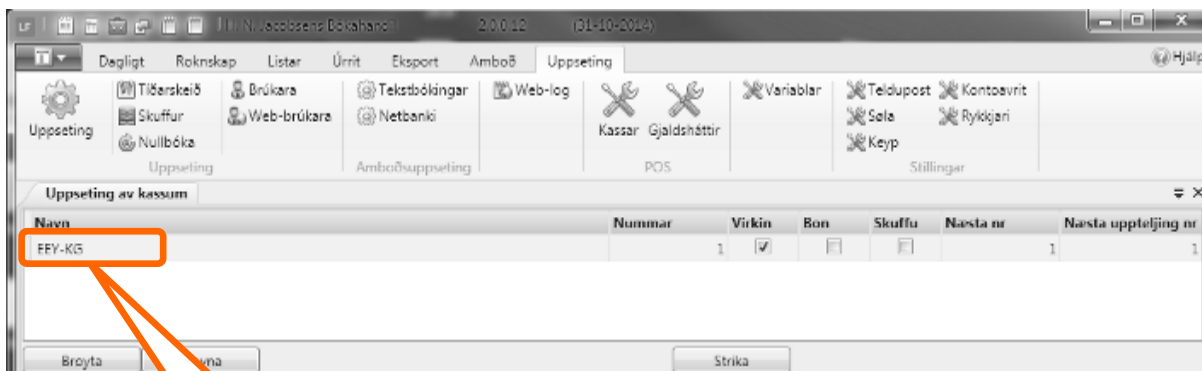 H. N. Jacobsens Bókahand 2.0.0.12 (31-10-2014)
Dagligt Roknskap Listar Úrrit Eksport Amboð Uppseting Hjálp
Tíðarskeið Brúkara Tekstbókingar Web-log Variablar Teldupost Kontoavrit
Uppseting Skuffur Web-brúkara Netbanki Kassar Gjaldsháttir Søla Rykkjari
Nullbóka Keyp
Uppseting Amboðsuppseting POS Stillingar
Uppseting av kassum
Navn Nummar Virkin Bon Skuffu Næsta nr Næsta uppteljing nr
EEY-KG 1 1 1
Broyta Strika